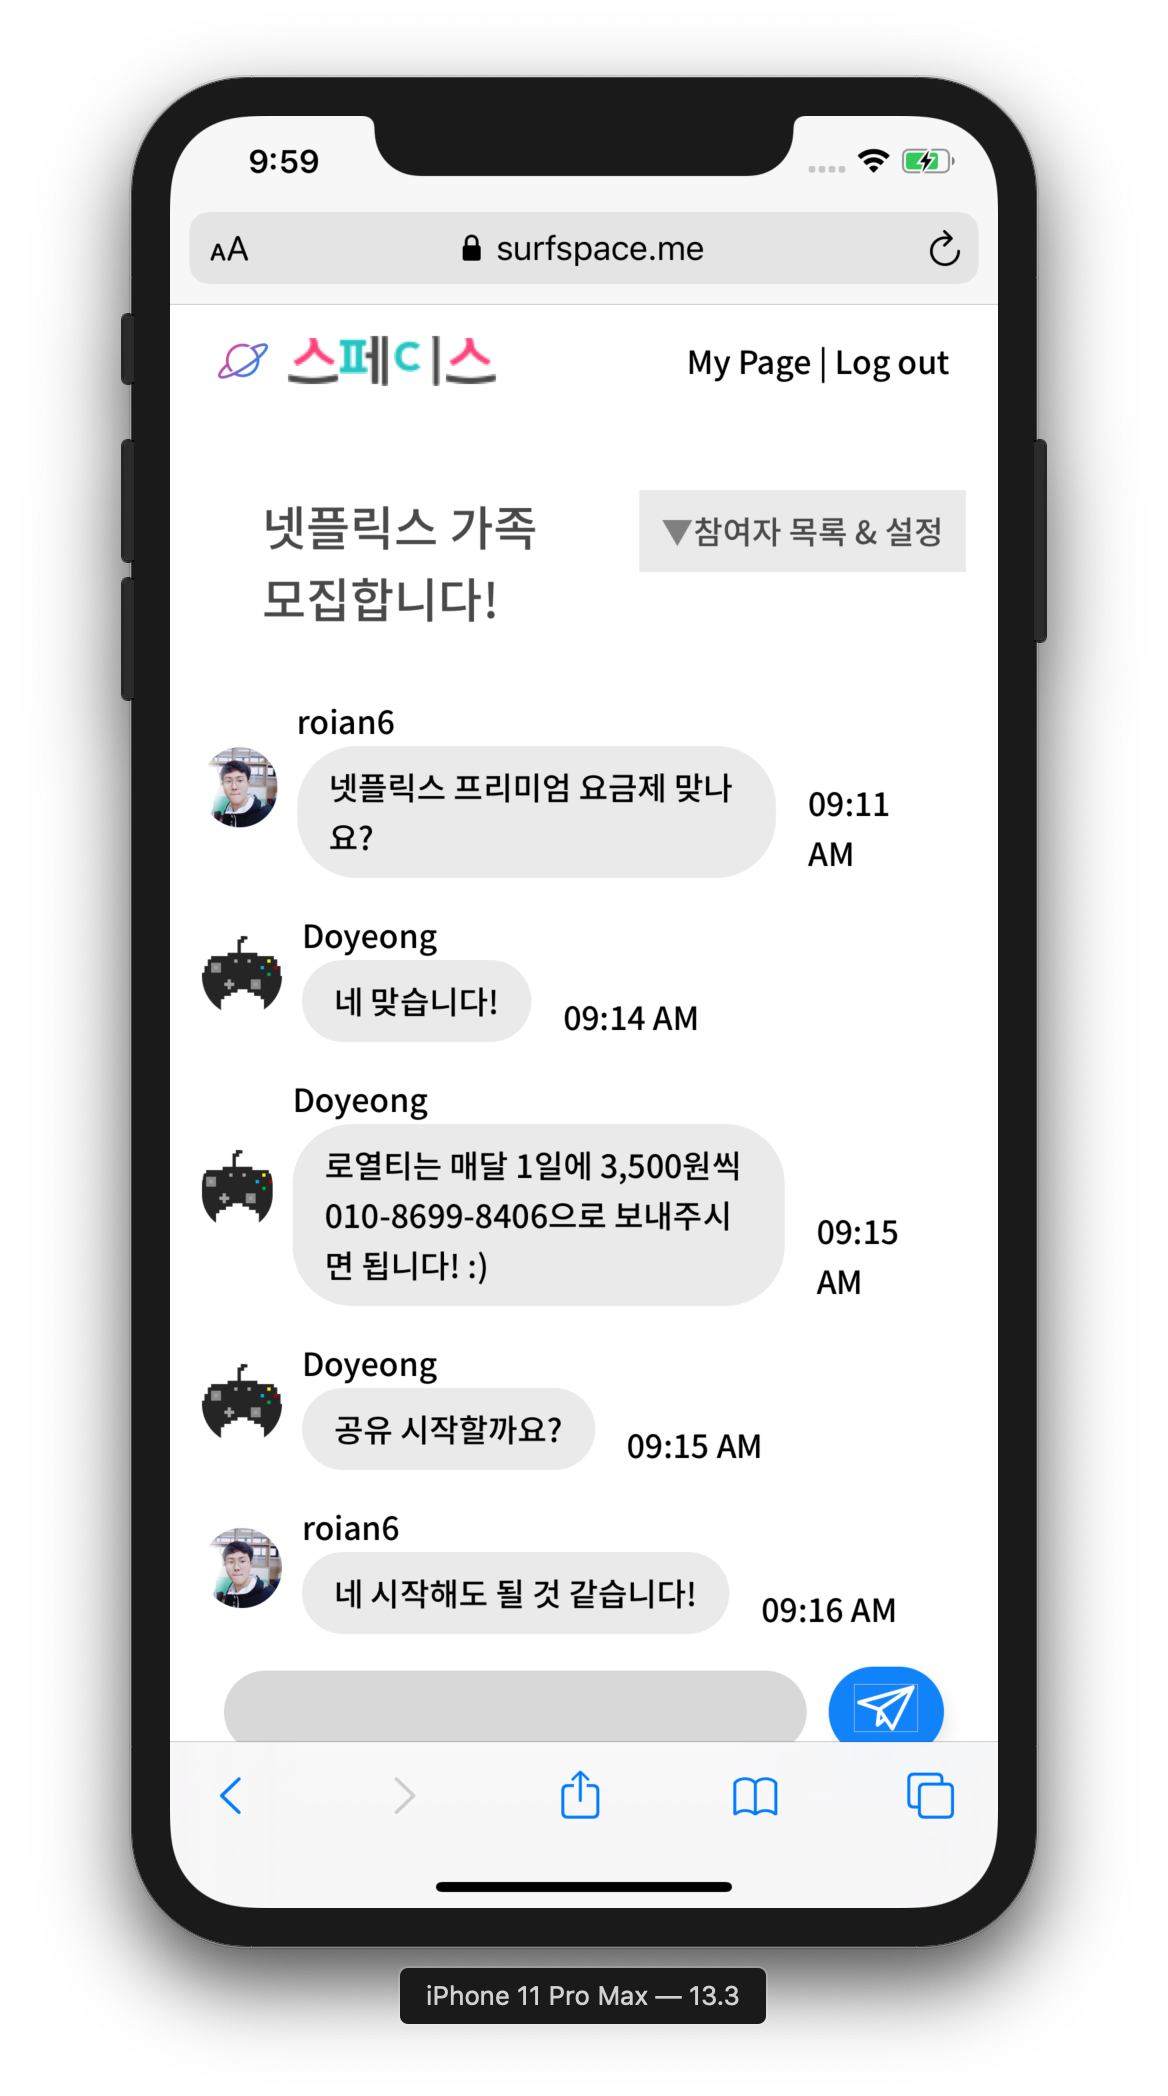 9:59
AA
surfspace.me
스페이스
My Page | Log out
넷플릭스 가족
모집합니다!
▼참여자 목록 & 설정
roian6
넷플릭스 프리미엄 요금제 맞나
요?
09:11
AM
Doyeong
네 맞습니다!
09:14 AM
Doyeong
로열티는 매달 1일에 3,500원씩
010-8699-8406으로 보내주시
면 됩니다! :)
09:15
AM
Doyeong
공유 시작할까요?
09:15 AM
roian6
네 시작해도 될 것 같습니다!
09:16 AM
iPhone 11 Pro Max — 13.3